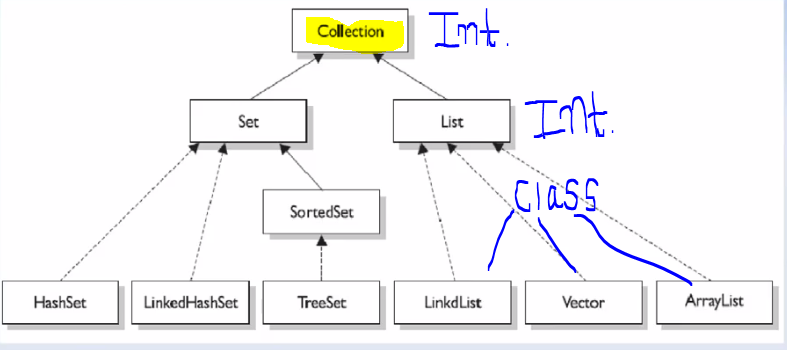 Collection Int.
Set List Int.
Class
SortedSet
HashSet LinkedHashSet TreeSet LinkdList Vector ArrayList